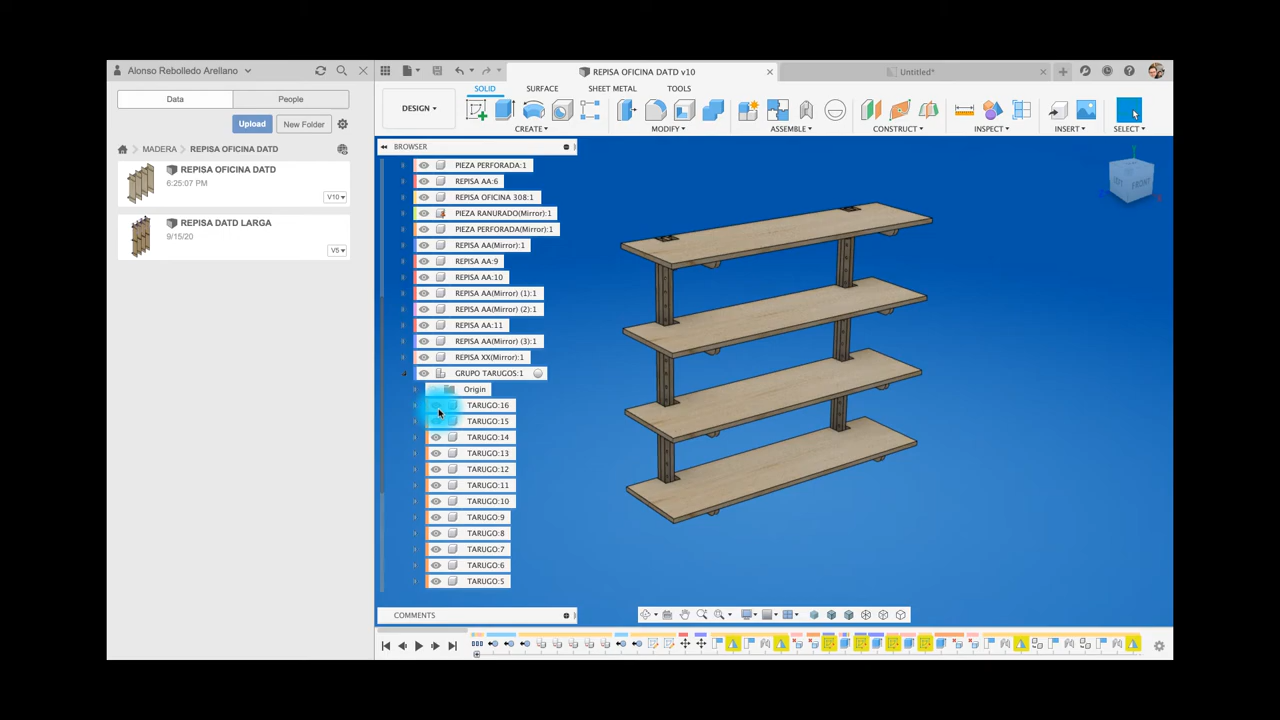 Alonso Rebolledo Arellano
REPISA OFICINA DATD v10
Untitled*
Data
People
Upload
New Folder
MADERA
REPISA OFICINA DATD
REPISA OFICINA DATD
6:25:07 PM
V10
REPISA DATD LARGA
9/15/20
V5
DESIGN
SOLID
SURFACE
SHEET METAL
TOOLS
CREATE
MODIFY
ASSEMBLE
CONSTRUCT
INSPECT
INSERT
SELECT
BROWSER
PIEZA PERFORADA:1
REPISA AA:6
REPISA OFICINA 308:1
PIEZA RANURADO(Mirror):1
PIEZA PERFORADA(Mirror):1
REPISA AA(Mirror):1
REPISA AA:9
REPISA AA:10
REPISA AA(Mirror) (1):1
REPISA AA(Mirror) (2):1
REPISA AA:11
REPISA AA(Mirror) (3):1
REPISA XX(Mirror):1
GRUPO TARUGOS:1
Origin
TARUGO:16
TARUGO:15
TARUGO:14
TARUGO:13
TARUGO:12
TARUGO:11
TARUGO:10
TARUGO:9
TARUGO:8
TARUGO:7
TARUGO:6
TARUGO:5
FRONT
COMMENTS